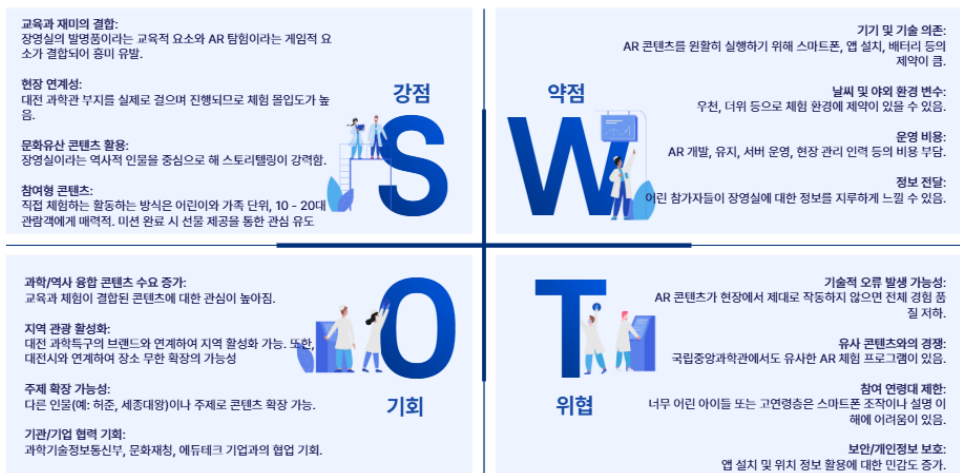 교육과 재미의 결합:
장영실의 발명품이라는 교육적 요소와 AR 탐험이라는 게임적 요
소가 결합되어 흥미 유발.
현장 연계성:
대전 과학관 부지를 실제로 걸으며 진행되므로 체험 몰입도가 높
음.
문화유산 콘텐츠 활용:
장영실이라는 역사적 인물을 중심으로 해 스토리텔링이 강력함.
참여형 콘텐츠:
직접 체험하는 활동하는 방식은 어린이와 가족 단위, 10 - 20대
관람객에게 매력적. 미션 완료 시 선물 제공을 통한 관심 유도
강점
S
약점
W
기기 및 기술 의존:
AR 콘텐츠를 원활히 실행하기 위해 스마트폰, 앱 설치, 배터리 등의
제약이 큼.
날씨 및 야외 환경 변수:
우천, 더위 등으로 체험 환경에 제약이 있을 수 있음.
운영 비용:
AR 개발, 유지, 서버 운영, 현장 관리 인력 등의 비용 부담.
정보 전달:
어린 참가자들이 장영실에 대한 정보를 지루하게 느낄 수 있음.
과학/역사 융합 콘텐츠 수요 증가:
교육과 체험이 결합된 콘텐츠에 대한 관심이 높아짐.
지역 관광 활성화:
대전 과학특구의 브랜드와 연계하여 지역 활성화 가능. 또한,
대전시와 연계하여 장소 무한 확장의 가능성
주제 확장 가능성:
다른 인물(예: 허준, 세종대왕)이나 주제로 콘텐츠 확장 가능.
기관/기업 협력 기회:
과학기술정보통신부, 문화재청, 에듀테크 기업과의 협업 기회.
O
기회
T
위협
기술적 오류 발생 가능성:
AR 콘텐츠가 현장에서 제대로 작동하지 않으면 전체 경험 품
질 저하.
유사 콘텐츠와의 경쟁:
국립중앙과학관에서도 유사한 AR 체험 프로그램이 있음.
참여 연령대 제한:
너무 어린 아이들 또는 고연령층은 스마트폰 조작이나 설명 이
해에 어려움이 있음.
보안/개인정보 보호:
앱 설치 및 위치 정보 활용에 대한 민감도 증가.